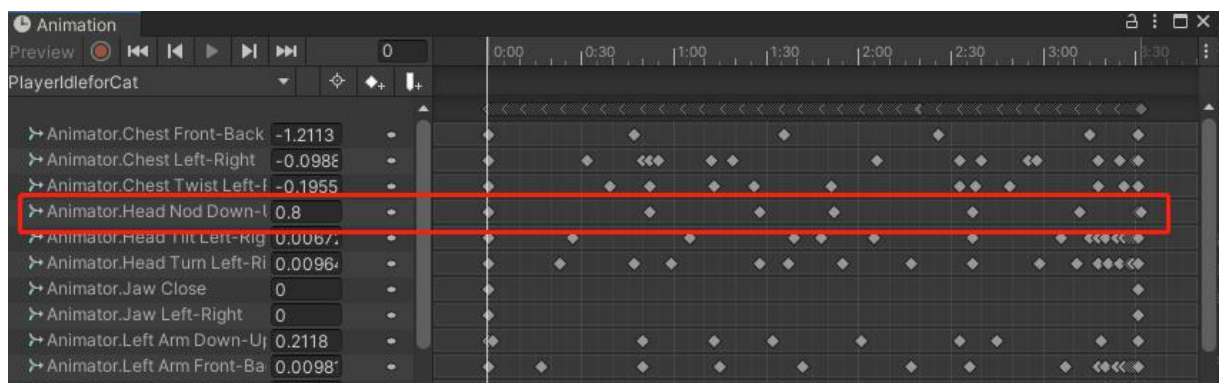 Animation
Preview 0 0:00 0:30 1:00 1:30 2:00 2:30 3:00 3:30
PlayerIdleforCat
Animator.Chest Front-Back -1.2113
Animator.Chest Left-Right -0.0988
Animator.Chest Twist Left- -0.1955
Animator.Head Nod Down- 0.8
Animator.Head Tilt Left-Rig 0.0067
Animator.Head Turn Left-Ri 0.0096
Animator.Jaw Close 0
Animator.Jaw Left-Right 0
Animator.Left Arm Down-U 0.2118
Animator.Left Arm Front-Ba 0.0098